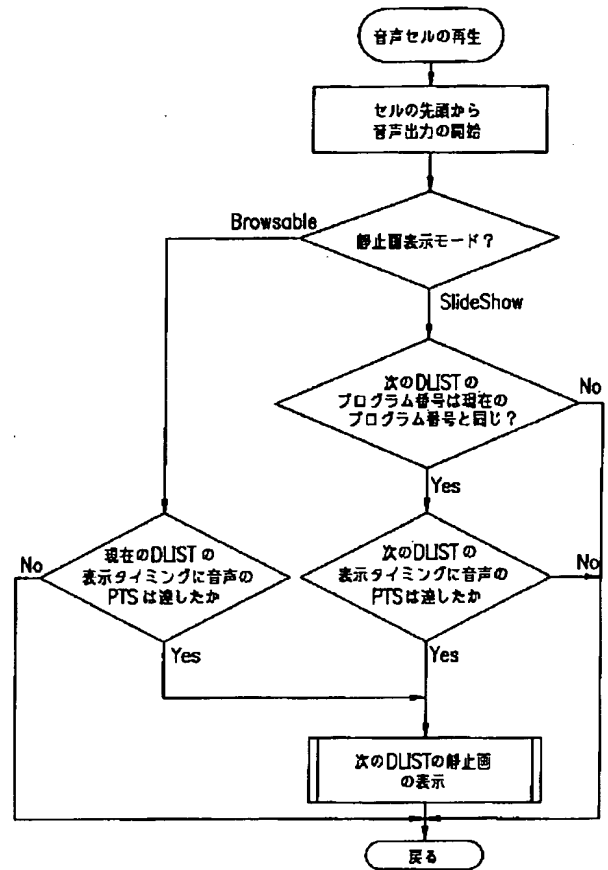 音声セルの再生
セルの先頭から
音声出力の開始
Browsable
静止画表示モード？
SlideShow
次のDLISTの
プログラム番号は現在の
プログラム番号と同じ？
No
Yes
No
現在のDLISTの
表示タイミングに音声の
PTSは達したか
次のDLISTの
表示タイミングに音声の
PTSは達したか
No
Yes
Yes
次のDLISTの静止画
の表示
戻る